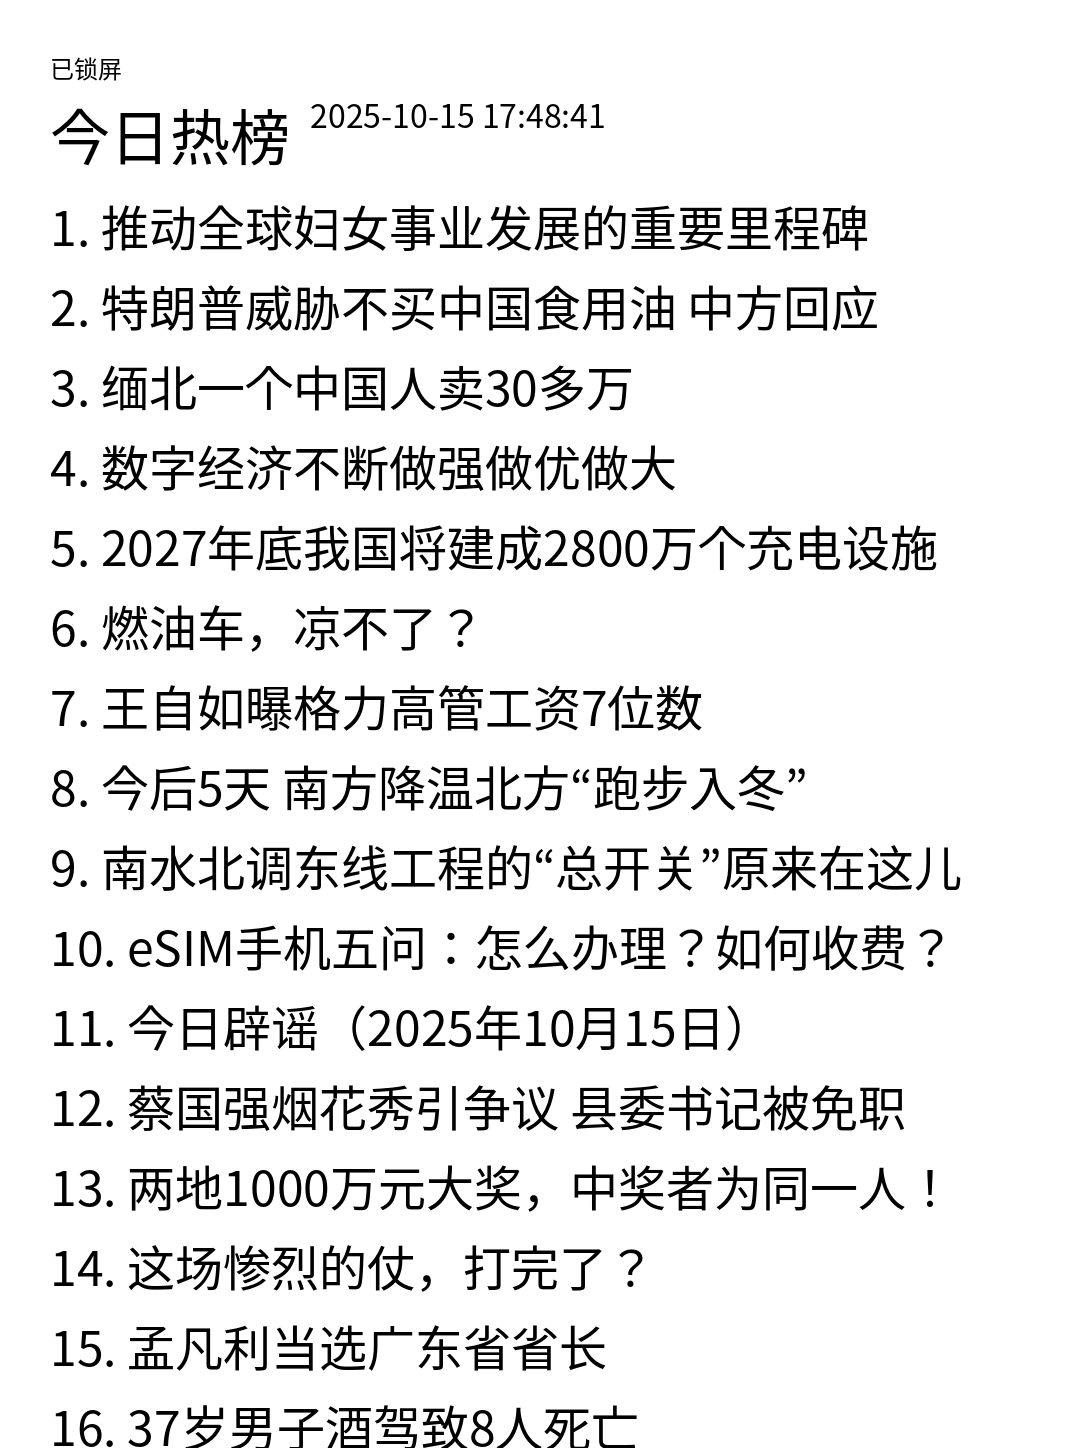 已锁屏
今日热榜 2025-10-15 17:48:41
1. 推动全球妇女事业发展的重要里程碑
2. 特朗普威胁不买中国食用油 中方回应
3. 缅北一个中国人卖30多万
4. 数字经济不断做强做优做大
5. 2027年底我国将建成2800万个充电设施
6. 燃油车，凉不了？
7. 王自如曝格力高管工资7位数
8. 今后5天 南方降温北方“跑步入冬”
9. 南水北调东线工程的“总开关”原来在这儿
10. eSIM手机五问：怎么办理？如何收费？
11. 今日辟谣（2025年10月15日）
12. 蔡国强烟花秀引争议 县委书记被免职
13. 两地1000万元大奖，中奖者为同一人！
14. 这场惨烈的仗，打完了？
15. 孟凡利当选广东省省长
16. 37岁男子酒驾致8人死亡